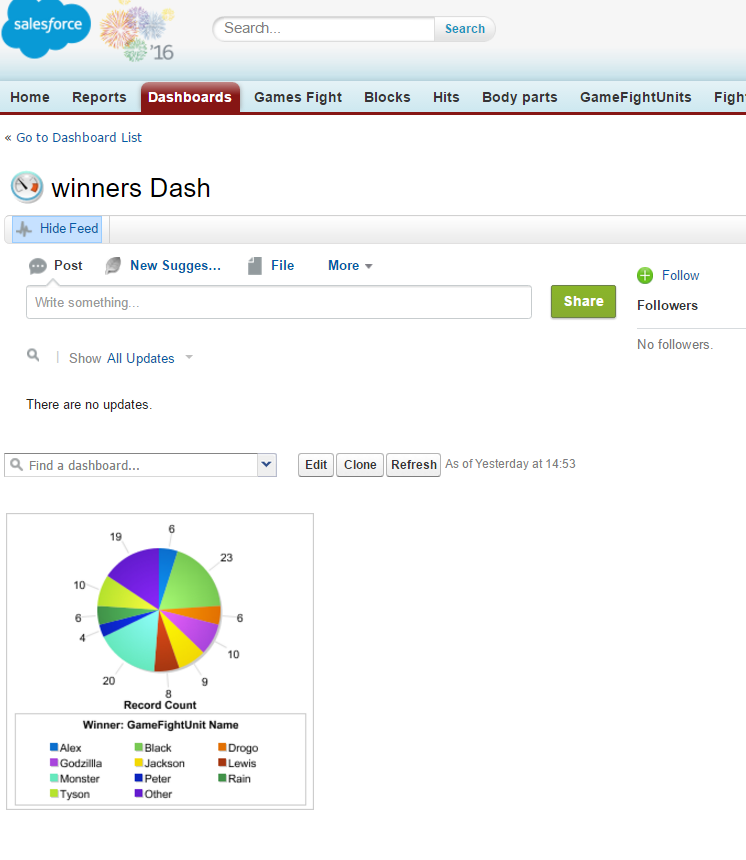 salesforce
'16
Search...
Search
Home Reports Dashboards Games Fight Blocks Hits Body parts GameFightUnits Figh
« Go to Dashboard List
winners Dash
Hide Feed
Post New Sugges... File More
Write something...
Share
Follow
Followers
No followers.
Show All Updates
There are no updates.
Find a dashboard...
Edit Clone Refresh As of Yesterday at 14:53
6
19
23
10
6
6
4
10
20
9
8
Record Count
Winner: GameFightUnit Name
Alex Black Drogo
Godzillla Jackson Lewis
Monster Peter Rain
Tyson Other